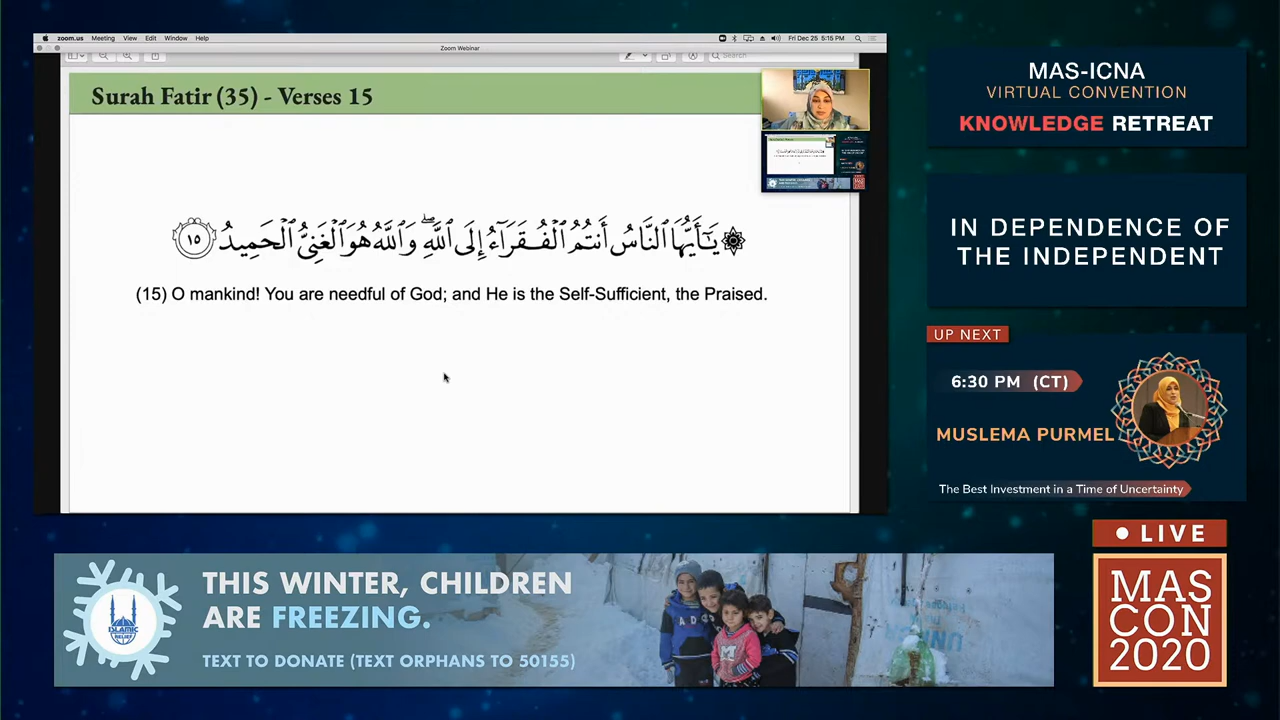 zoom.us Meeting View Edit Window Help
Fri Dec 25 5:15 PM
Zoom Webinar
Search
Surah Fatir (35) - Verses 15
۞ يَٰٓأَيُّهَا ٱلنَّاسُ أَنتُمُ ٱلْفُقَرَآءُ إِلَى ٱللَّهِ ۖ وَٱللَّهُ هُوَ ٱلْغَنِىُّ ٱلْحَمِيدُ ١٥
(15) O mankind! You are needful of God; and He is the Self-Sufficient, the Praised.
MAS-ICNA
VIRTUAL CONVENTION
KNOWLEDGE RETREAT
IN DEPENDENCE OF
THE INDEPENDENT
UP NEXT
6:30 PM (CT)
MUSLEMA PURMEL
The Best Investment in a Time of Uncertainty
LIVE
MAS
CON
2020
THIS WINTER, CHILDREN
ARE FREEZING.
TEXT TO DONATE (TEXT ORPHANS TO 50155)
ISLAMIC
RELIEF